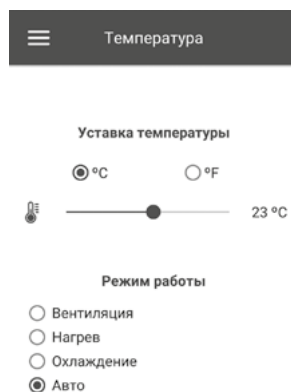 Температура
Уставка температуры
°C °F
23 °C
Режим работы
Вентиляция
Нагрев
Охлаждение
Авто